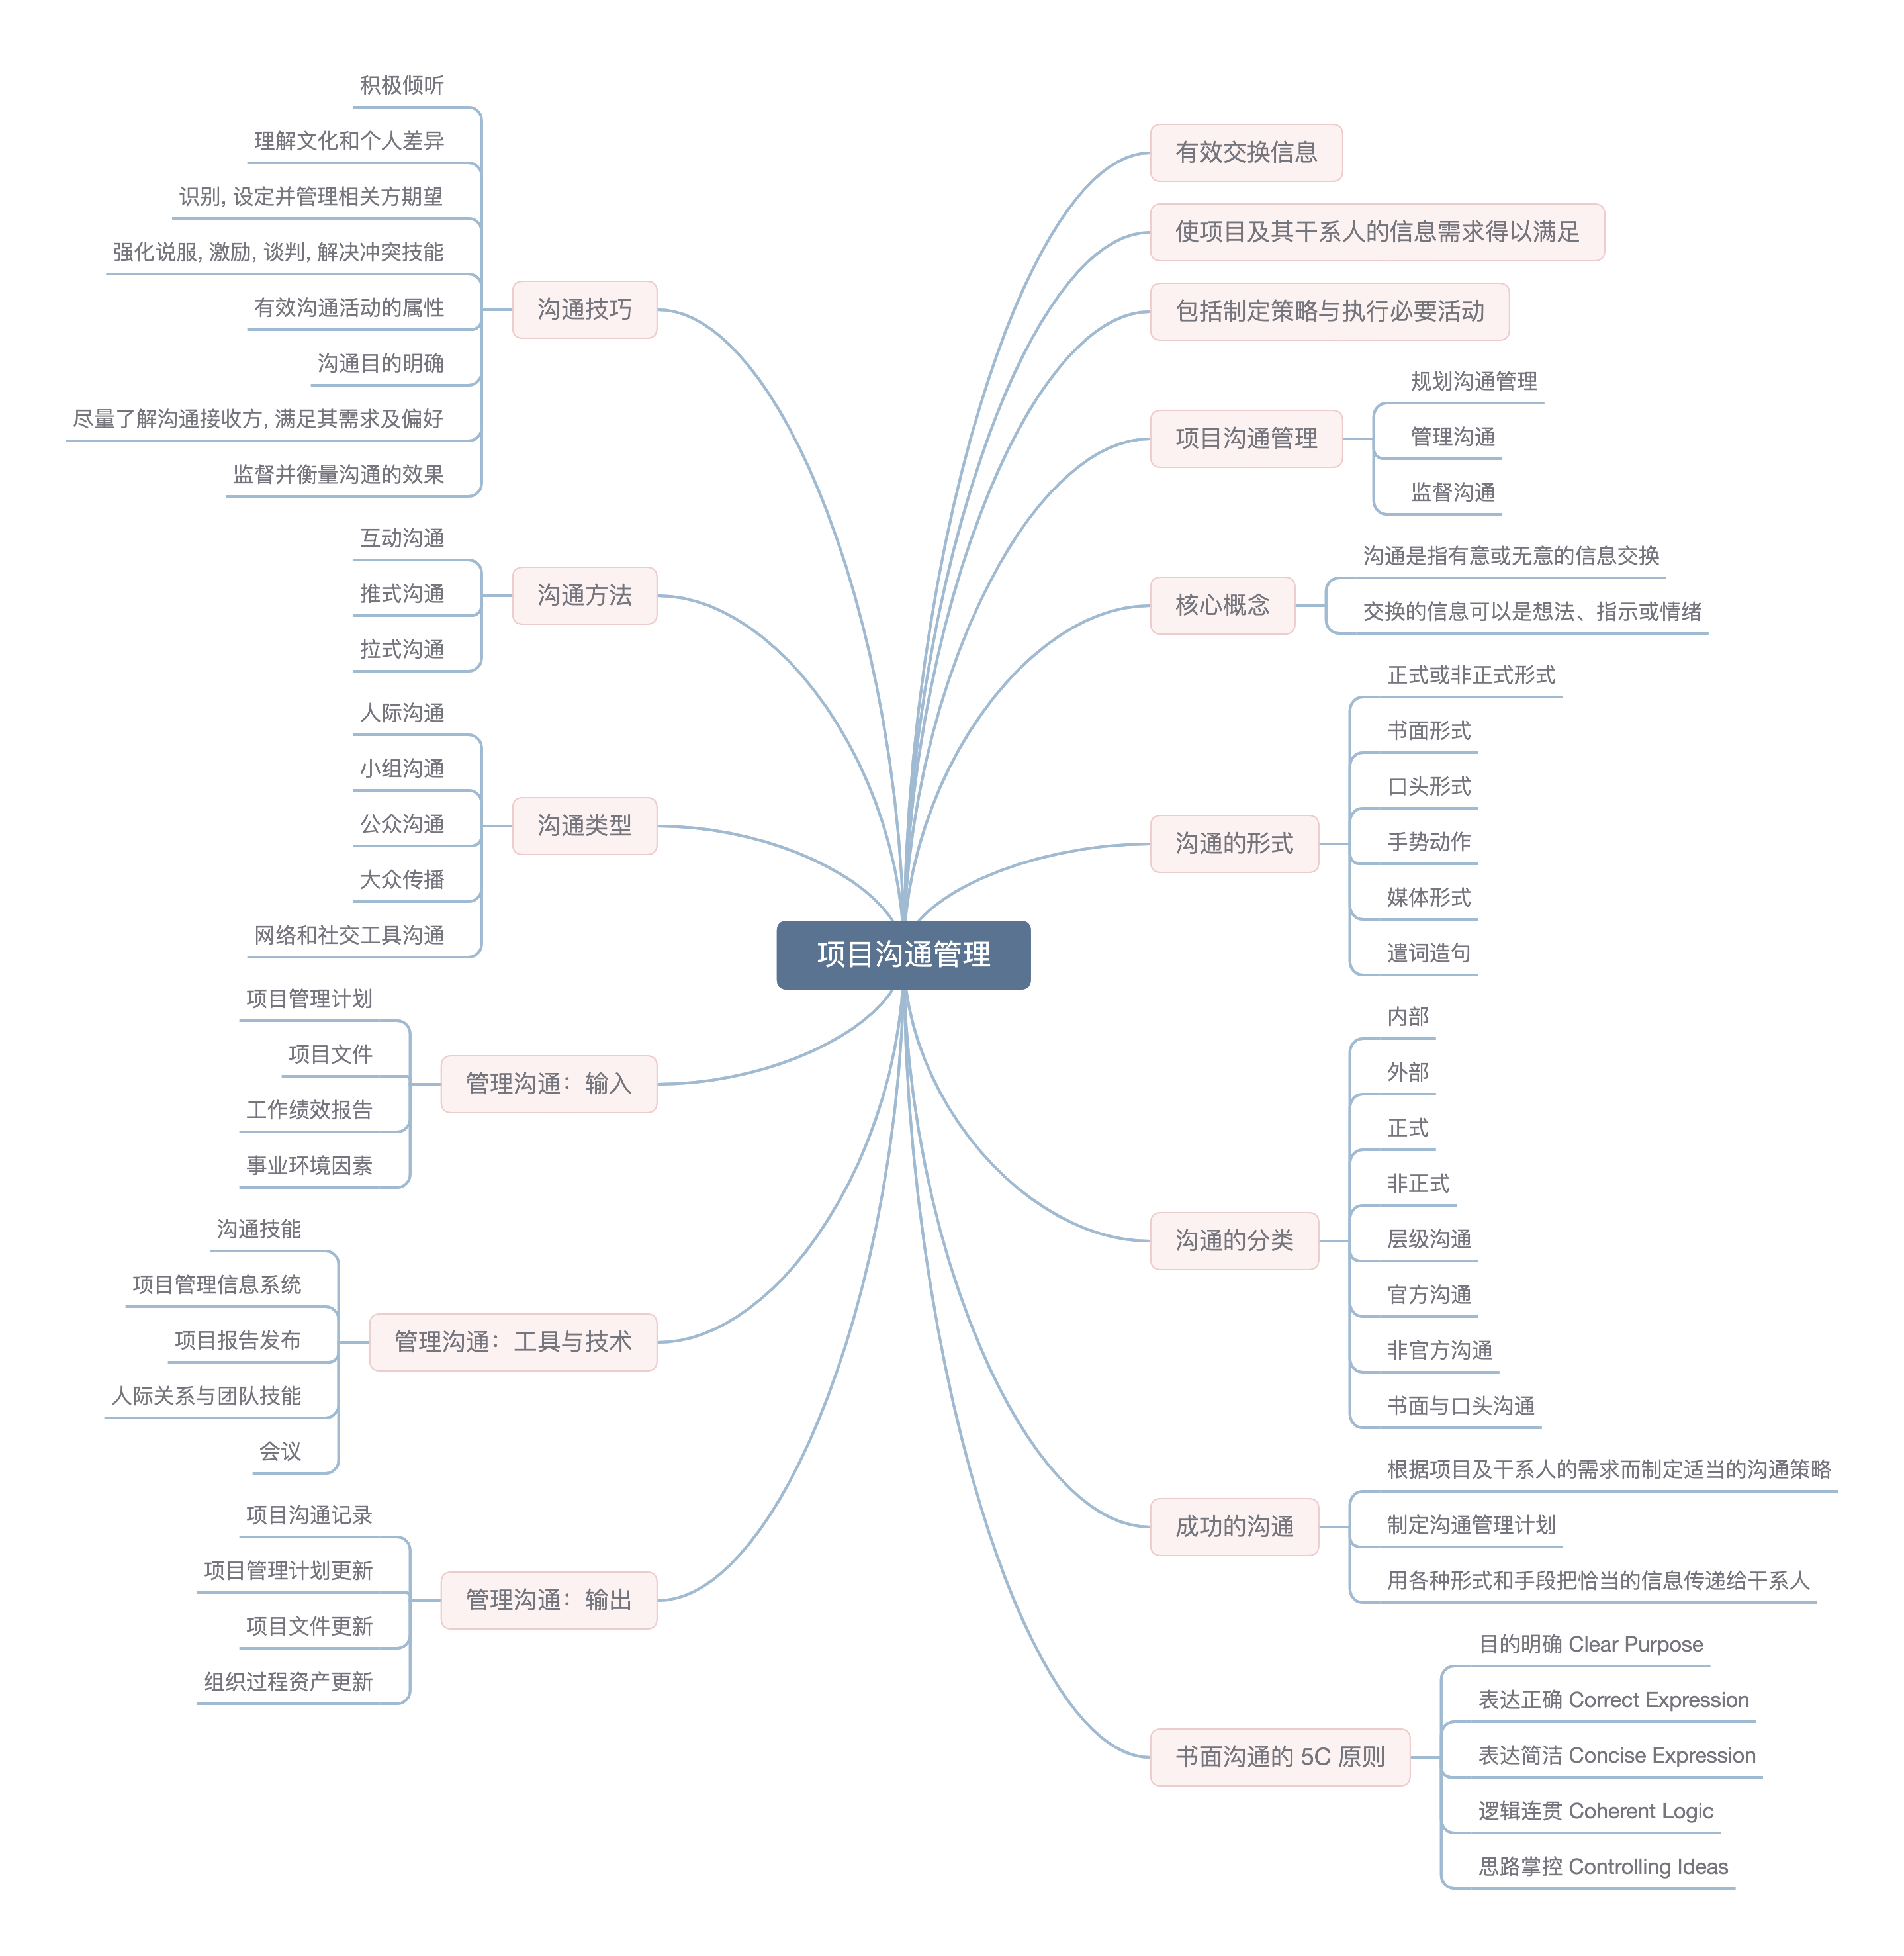 项目沟通管理
有效交换信息
使项目及其干系人的信息需求得以满足
包括制定策略与执行必要活动
项目沟通管理
规划沟通管理
管理沟通
监督沟通
核心概念
沟通是指有意或无意的信息交换
交换的信息可以是想法、指示或情绪
沟通的形式
正式或非正式形式
书面形式
口头形式
手势动作
媒体形式
遣词造句
沟通的分类
内部
外部
正式
非正式
层级沟通
官方沟通
非官方沟通
书面与口头沟通
成功的沟通
根据项目及干系人的需求而制定适当的沟通策略
制定沟通管理计划
用各种形式和手段把恰当的信息传递给干系人
书面沟通的 5C 原则
目的明确 Clear Purpose
表达正确 Correct Expression
表达简洁 Concise Expression
逻辑连贯 Coherent Logic
思路掌控 Controlling Ideas
沟通技巧
积极倾听
理解文化和个人差异
识别, 设定并管理相关方期望
强化说服, 激励, 谈判, 解决冲突技能
有效沟通活动的属性
沟通目的明确
尽量了解沟通接收方, 满足其需求及偏好
监督并衡量沟通的效果
沟通方法
互动沟通
推式沟通
拉式沟通
沟通类型
人际沟通
小组沟通
公众沟通
大众传播
网络和社交工具沟通
管理沟通：输入
项目管理计划
项目文件
工作绩效报告
事业环境因素
管理沟通：工具与技术
沟通技能
项目管理信息系统
项目报告发布
人际关系与团队技能
会议
管理沟通：输出
项目沟通记录
项目管理计划更新
项目文件更新
组织过程资产更新